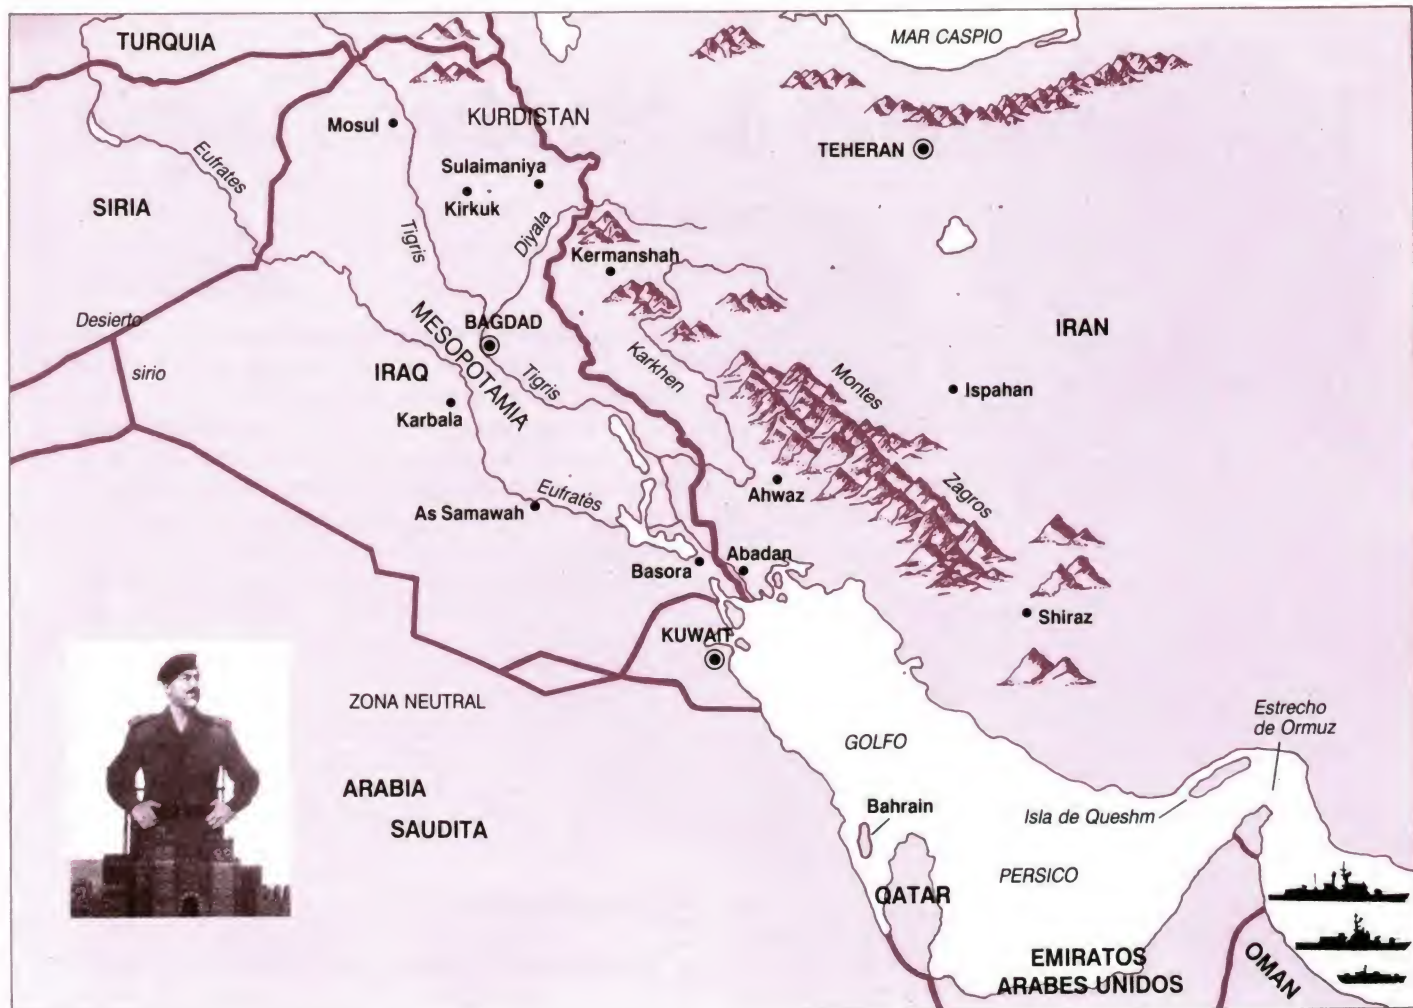 TURQUIA
MAR CASPIO
Mosul
KURDISTAN
TEHERAN
Eufrates
Sulaimaniya
SIRIA
Kirkuk
Tigris
Diyala
Kermanshah
Desierto
sirio
MESOPOTAMIA
BAGDAD
IRAN
IRAQ
Tigris
Karkhen
Montes
Zagros
Ispahan
Karbala
Eufrates
Ahwaz
As Samawah
Basora
Abadan
Shiraz
KUWAIT
ZONA NEUTRAL
Estrecho
de Ormuz
GOLFO
PERSICO
ARABIA
SAUDITA
Bahrain
Isla de Queshm
QATAR
EMIRATOS
ARABES UNIDOS
OMAN